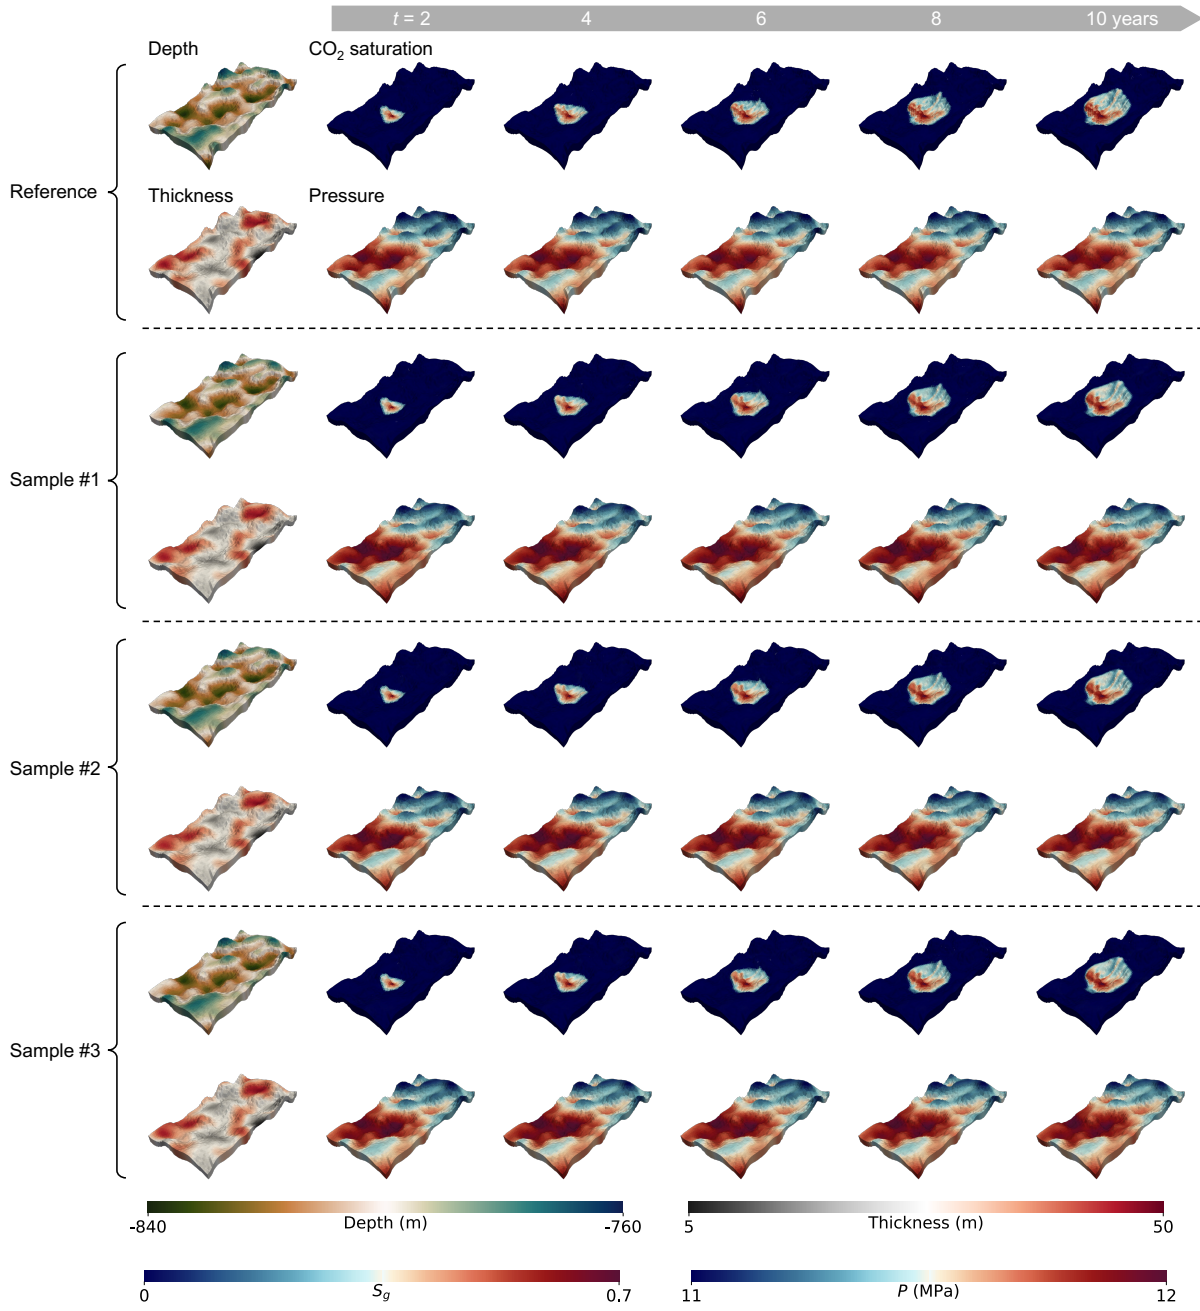 t = 2 4 6 8 10 years
Depth CO₂ saturation
Reference
Thickness Pressure
Sample #1
Sample #2
Sample #3
-840 Depth (m) -760
5 Thickness (m) 50
0 S_g 0.7
11 P (MPa) 12